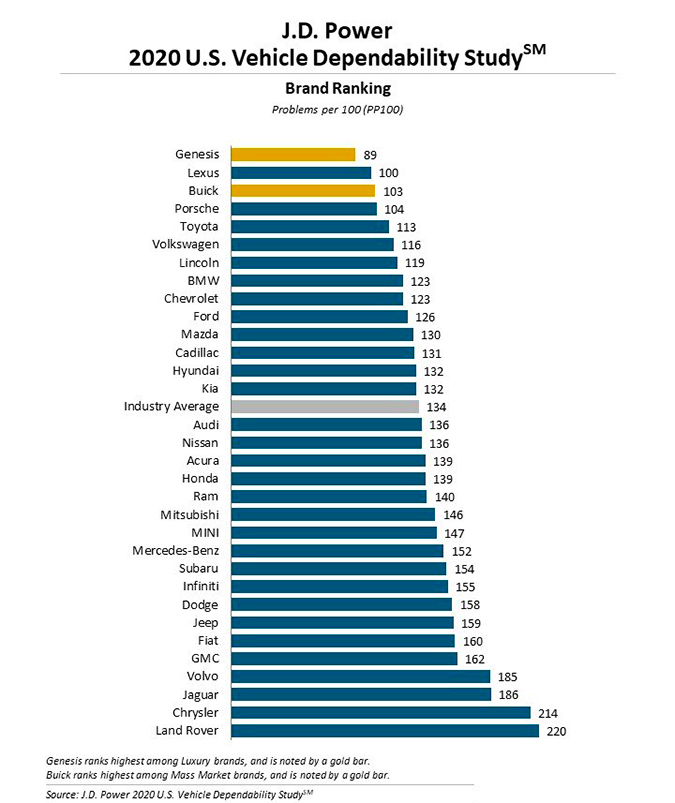 J.D. Power
2020 U.S. Vehicle Dependability StudySM
Brand Ranking
Problems per 100 (PP100)
Genesis 89
Lexus 100
Buick 103
Porsche 104
Toyota 113
Volkswagen 116
Lincoln 119
BMW 123
Chevrolet 123
Ford 126
Mazda 130
Cadillac 131
Hyundai 132
Kia 132
Industry Average 134
Audi 136
Nissan 136
Acura 139
Honda 139
Ram 140
Mitsubishi 146
MINI 147
Mercedes-Benz 152
Subaru 154
Infiniti 155
Dodge 158
Jeep 159
Fiat 160
GMC 162
Volvo 185
Jaguar 186
Chrysler 214
Land Rover 220
Genesis ranks highest among Luxury brands, and is noted by a gold bar.
Buick ranks highest among Mass Market brands, and is noted by a gold bar.
Source: J.D. Power 2020 U.S. Vehicle Dependability StudySM